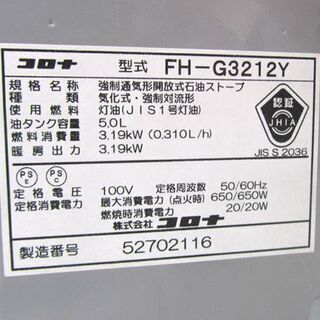 コロナ 型式 FH-G3212Y
規格名称 強制通気形開放式石油ストーブ
種類 気化式・強制対流形
使用燃料 灯油(JIS1号灯油)
油タンク容量 5.0L
燃料消費量 3.19kW(0.310L/h)
暖房出力 3.19kW
認証
JHIA
JIS S 2036
PS E
PS C
定格電圧 100V 定格周波数 50/60Hz
定格消費電力 最大消費電力(点火時) 650/650W
燃焼時消費電力 20/20W
株式会社コロナ
製造番号 52702116